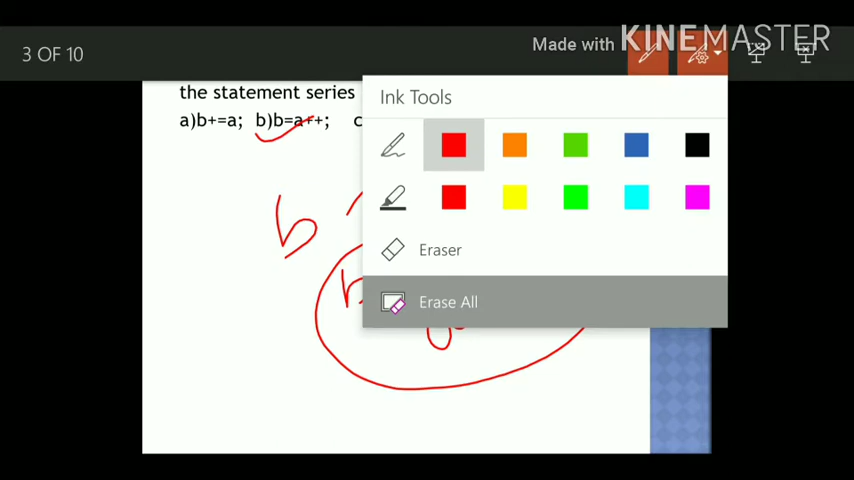 Made with KINEMASTER
3 OF 10
the statement series
a)b+=a; b)b=a++; c
Ink Tools
b
Eraser
Erase All